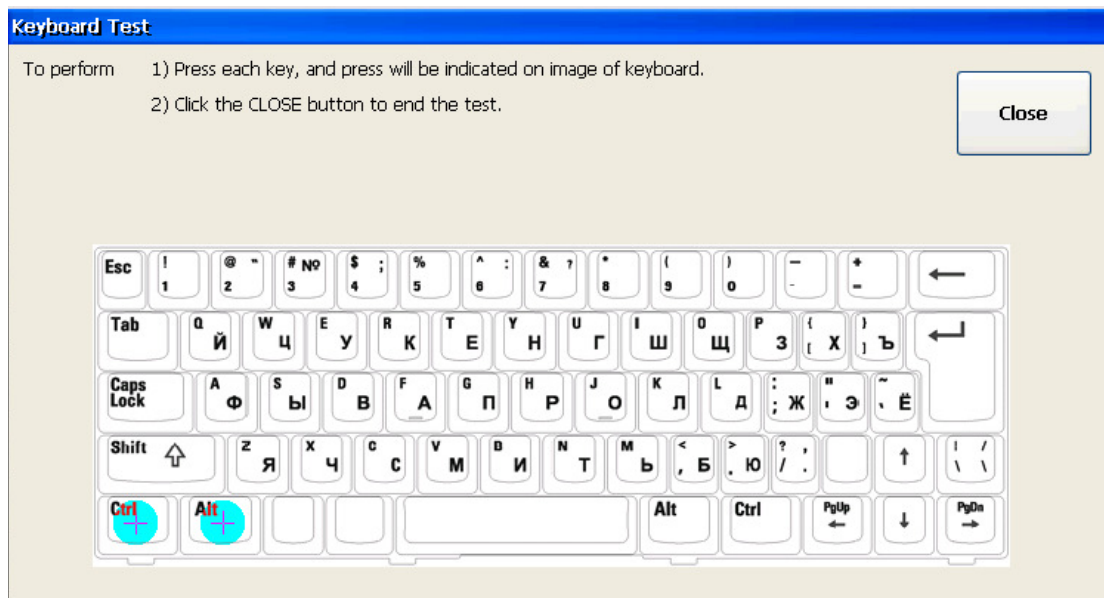 Keyboard Test
To perform 1) Press each key, and press will be indicated on image of keyboard.
2) Click the CLOSE button to end the test.
Close
Esc ! 1 @ " 2 # № 3 $ ; 4 % 5 ^ : 6 & ? 7 * 8 ( 9 ) 0 — - + = ←
Tab Q Й W Ц E У R К T Е Y Н U Г I Ш O Щ P З { [ Х } ] Ъ ↵
Caps Lock A Ф S Ы D В F А G П H Р J О K Л L Д : ; Ж " ' Э ~ ` Ё
Shift ⇧ Z Я X Ч C С V М B И N Т M Ь < , Б > . Ю ? / , . ↑ | \ / \
Ctrl Alt Alt Ctrl PgUp ← ↓ PgDn →